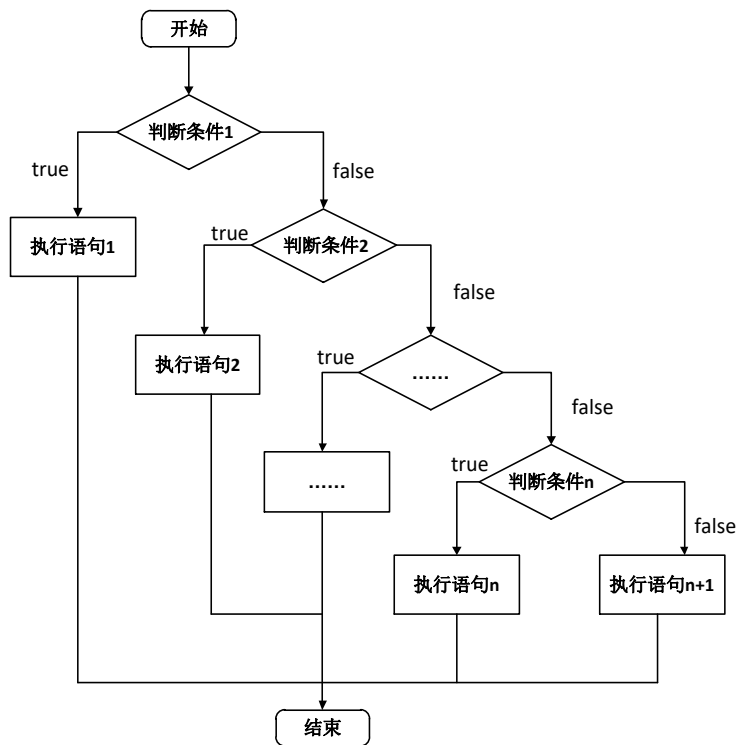 开始
判断条件1
true
false
执行语句1
true
判断条件2
false
执行语句2
true
......
false
......
true
判断条件n
false
执行语句n
执行语句n+1
结束